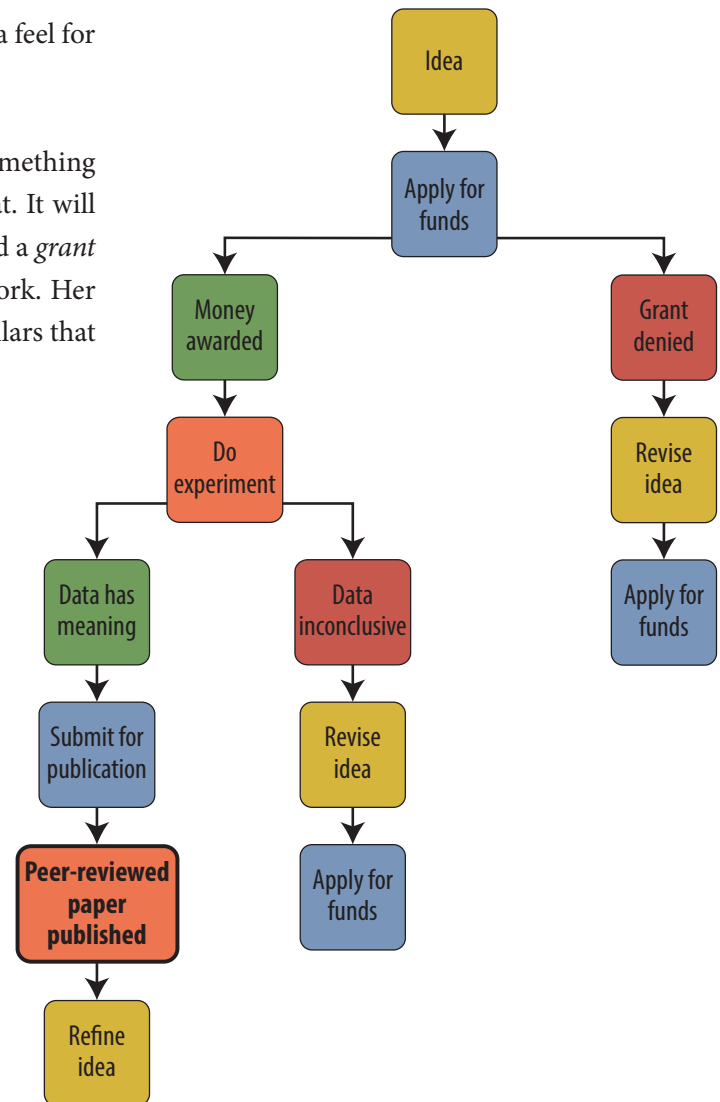 a feel for
omething
at. It will
d a grant
ork. Her
lars that
Idea
Apply for
funds
Money
awarded
Grant
denied
Do
experiment
Revise
idea
Data has
meaning
Data
inconclusive
Apply for
funds
Submit for
publication
Revise
idea
Peer-reviewed
paper
published
Apply for
funds
Refine
idea